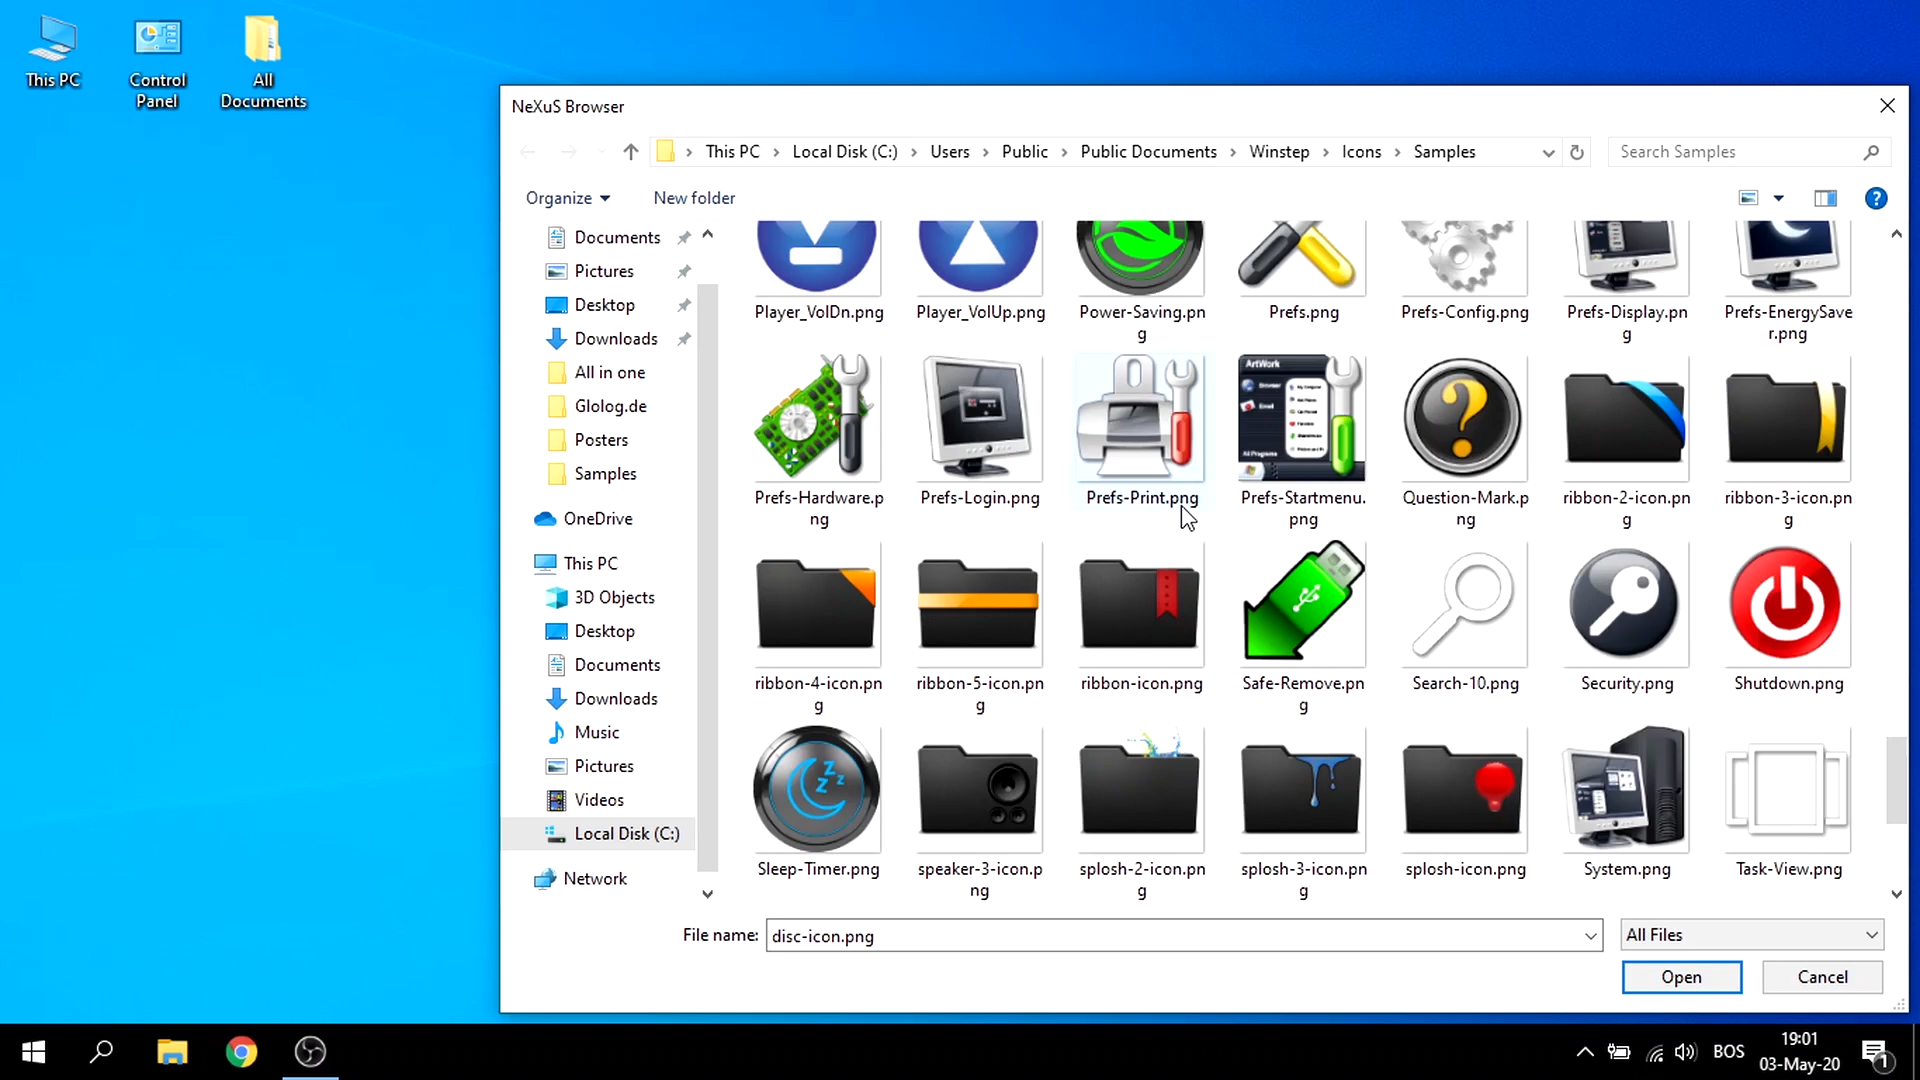 This PC
Control
Panel
All
Documents
NeXuS Browser
This PC
Local Disk (C:)
Users
Public
Public Documents
Winstep
Icons
Samples
Search Samples
Organize
New folder
Documents
Pictures
Desktop
Downloads
All in one
Glolog.de
Posters
Samples
OneDrive
This PC
3D Objects
Desktop
Documents
Downloads
Music
Pictures
Videos
Local Disk (C:)
Network
Player_VolDn.png
Player_VolUp.png
Power-Saving.pn
g
Prefs.png
Prefs-Config.png
Prefs-Display.pn
g
Prefs-EnergySave
r.png
ArtWork
Prefs-Hardware.p
ng
Prefs-Login.png
Prefs-Print.png
Prefs-Startmenu.
png
Question-Mark.p
ng
ribbon-2-icon.pn
g
ribbon-3-icon.pn
g
ribbon-4-icon.pn
g
ribbon-5-icon.pn
g
ribbon-icon.png
Safe-Remove.pn
g
Search-10.png
Security.png
Shutdown.png
Sleep-Timer.png
speaker-3-icon.p
ng
splosh-2-icon.pn
g
splosh-3-icon.pn
g
splosh-icon.png
System.png
Task-View.png
File name:
disc-icon.png
All Files
Open
Cancel
BOS
19:01
03-May-20
1